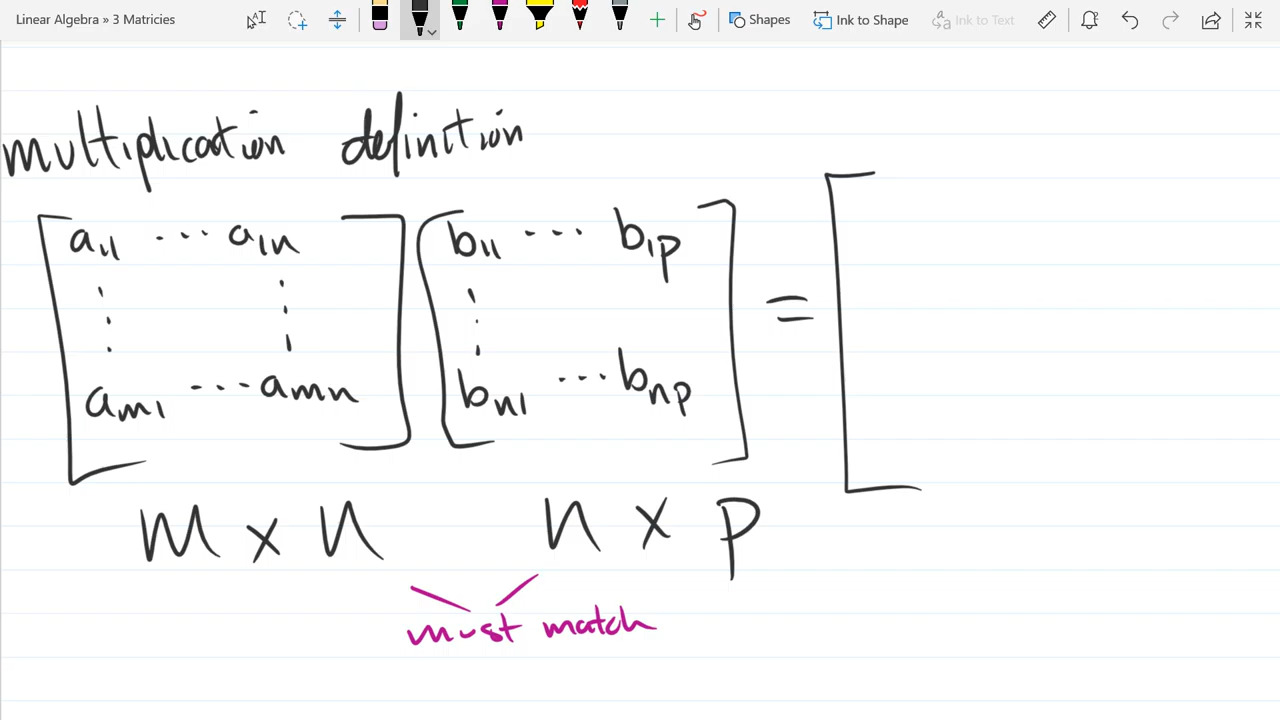 Linear Algebra » 3 Matricies
Shapes
Ink to Shape
Ink to Text
multiplication definition
[a11 ··· a1n] [b11 ··· b1p] = [
⋮ ⋮ ⋮
am1 ··· amn bn1 ··· bnp
m x n n x p
must match